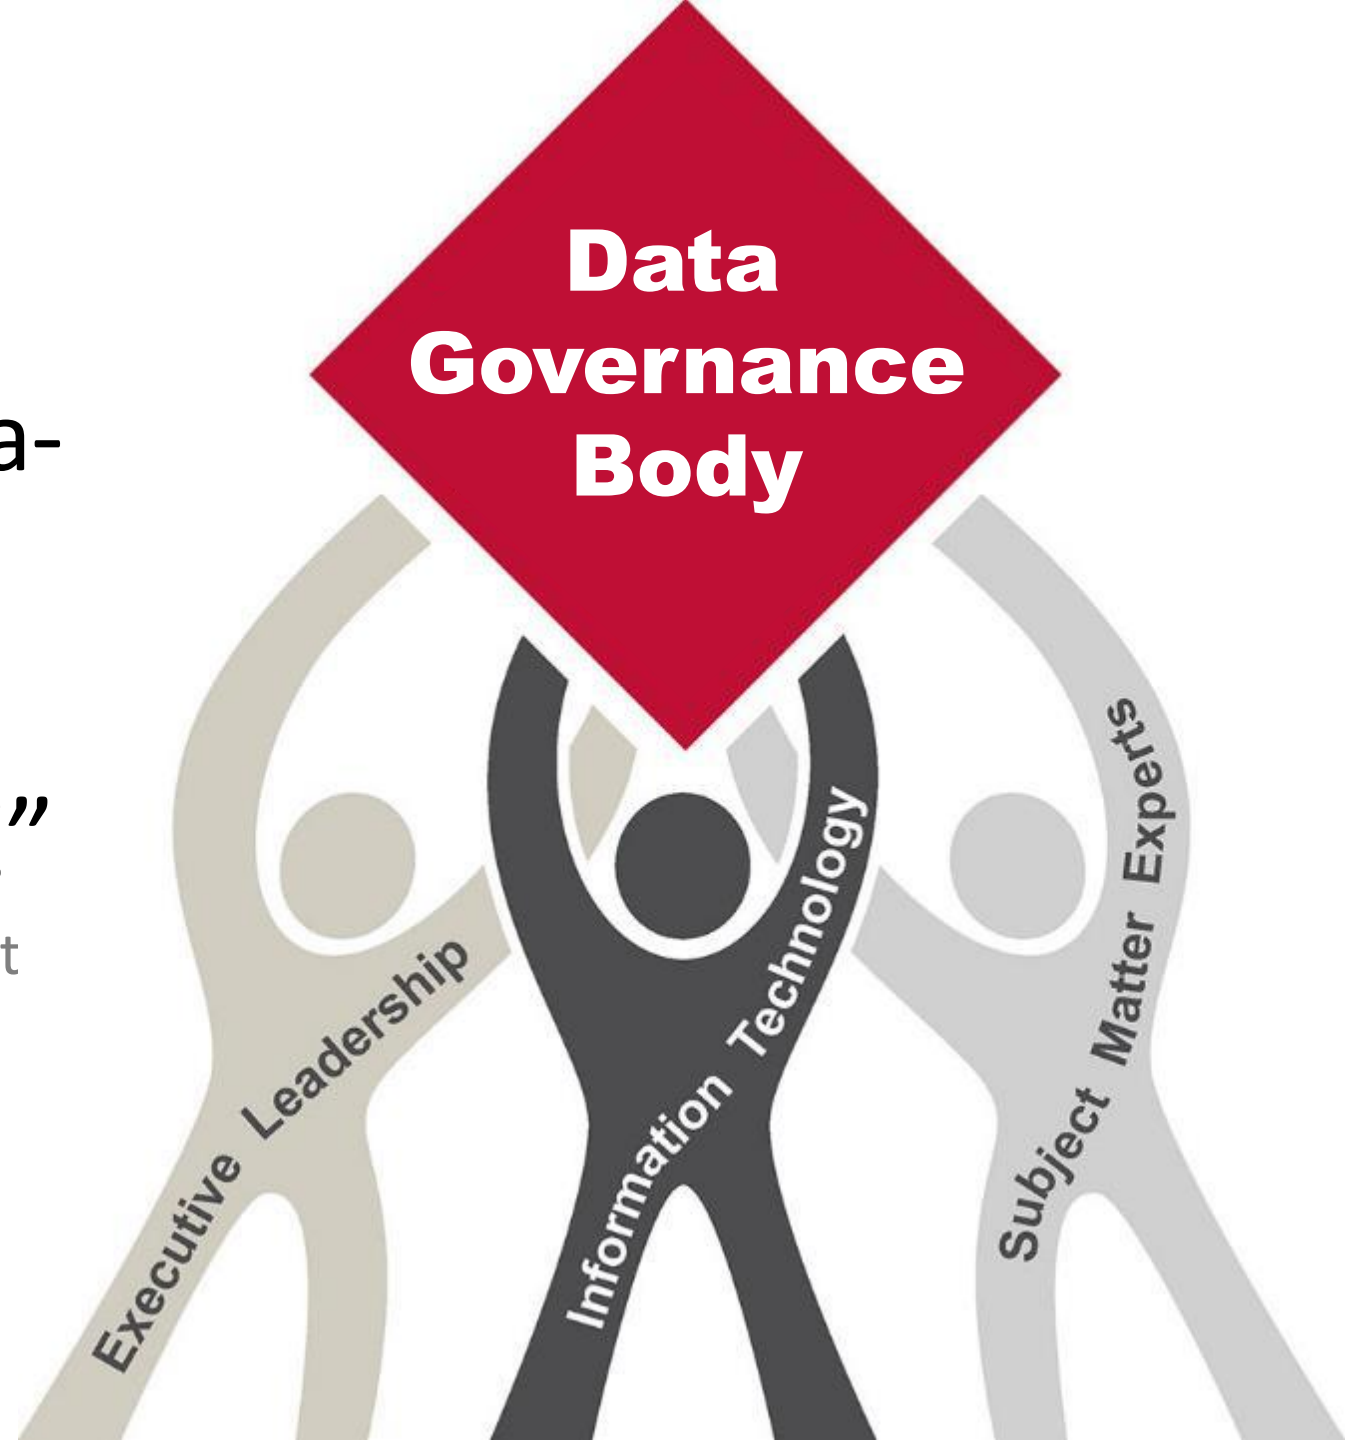 Data
Governance
Body
a-
”
t
Executive Leadership
Information Technology
Subject Matter Experts